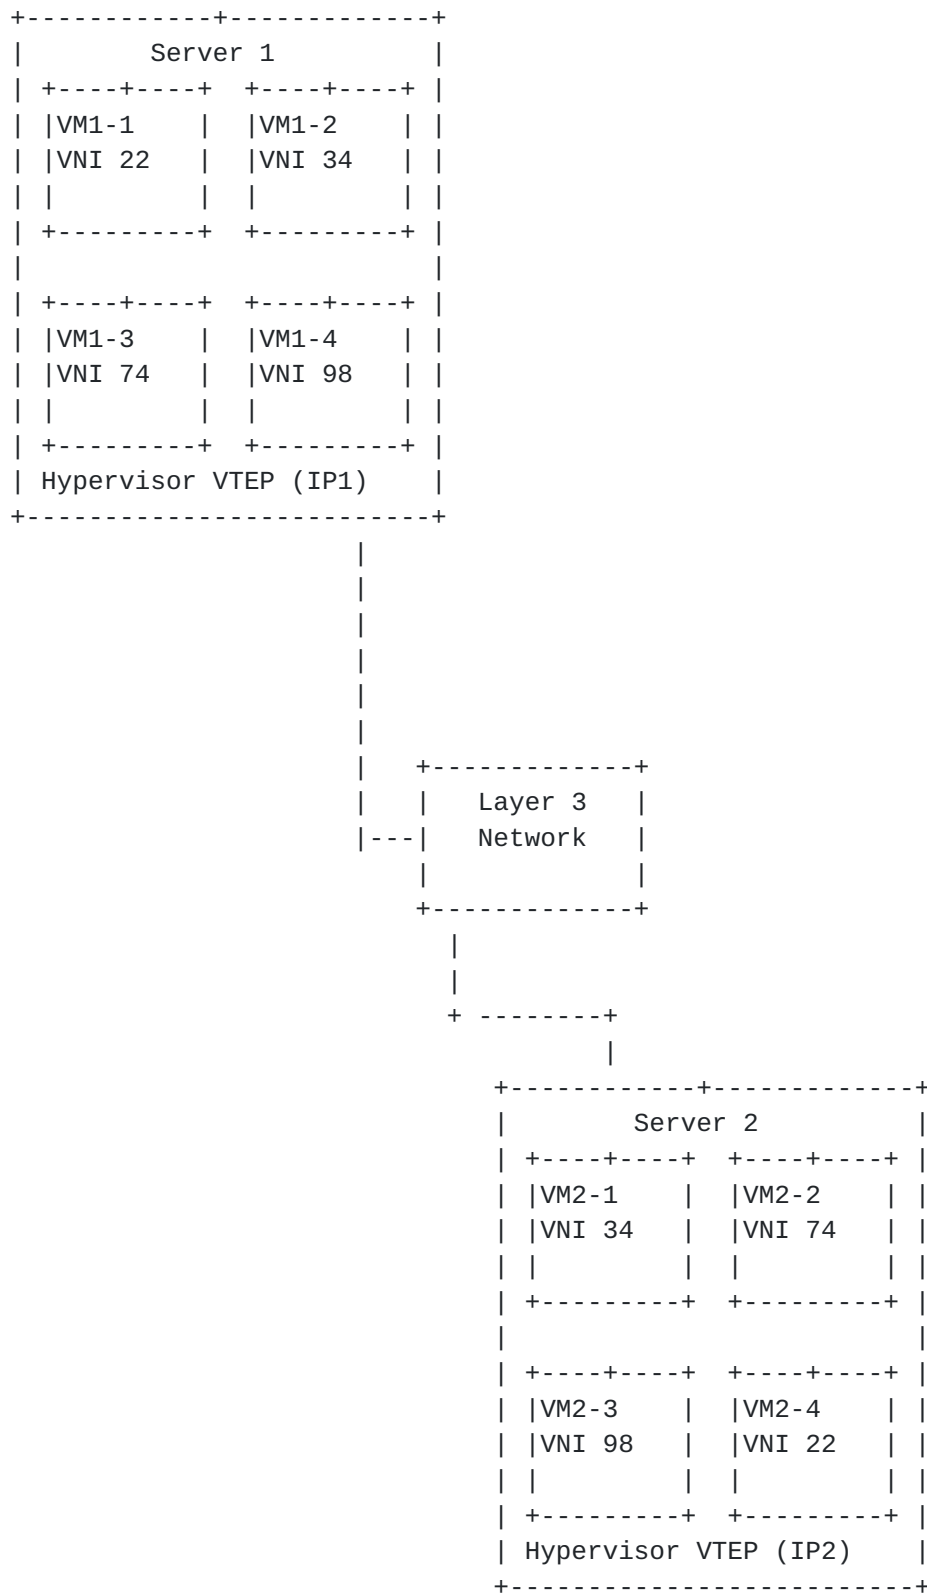 Server 1
VM1-1 VM1-2
VNI 22 VNI 34
VM1-3 VM1-4
VNI 74 VNI 98
Hypervisor VTEP (IP1)
Layer 3
Network
Server 2
VM2-1 VM2-2
VNI 34 VNI 74
VM2-3 VM2-4
VNI 98 VNI 22
Hypervisor VTEP (IP2)